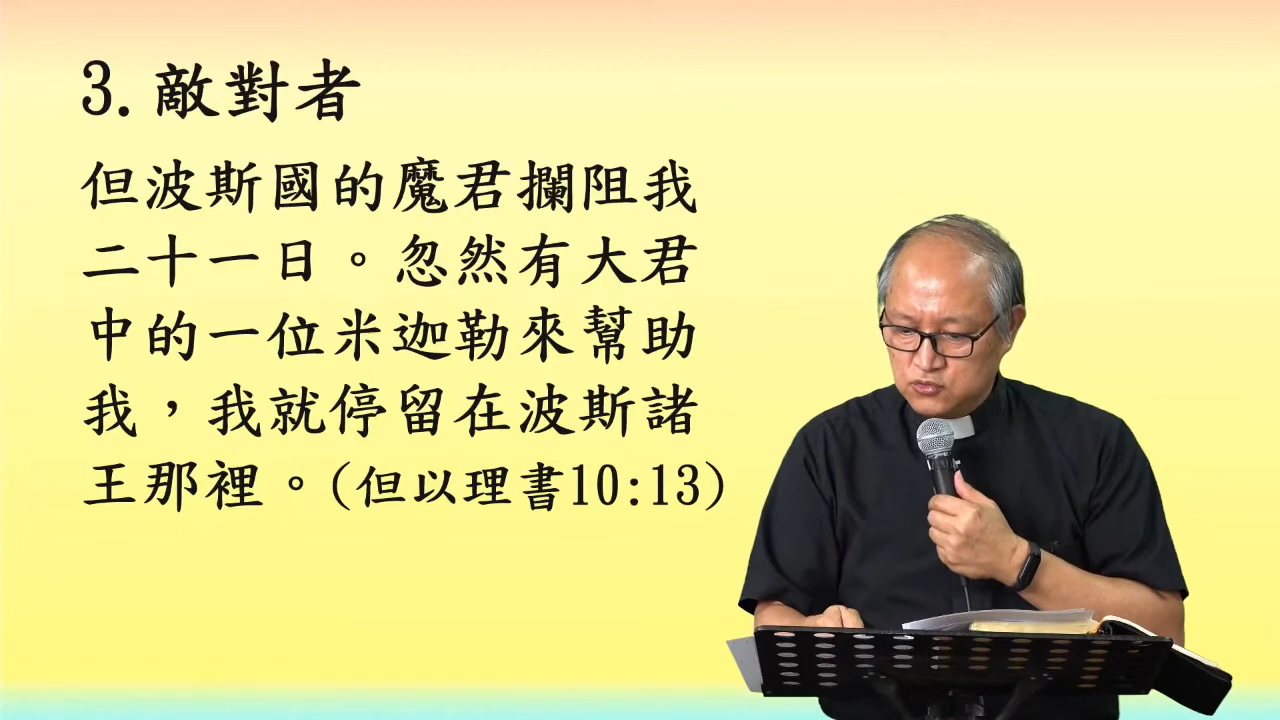 3.敵對者
但波斯國的魔君攔阻我
二十一日。忽然有大君
中的一位米迦勒來幫助
我，我就停留在波斯諸
王那裡。(但以理書10:13)